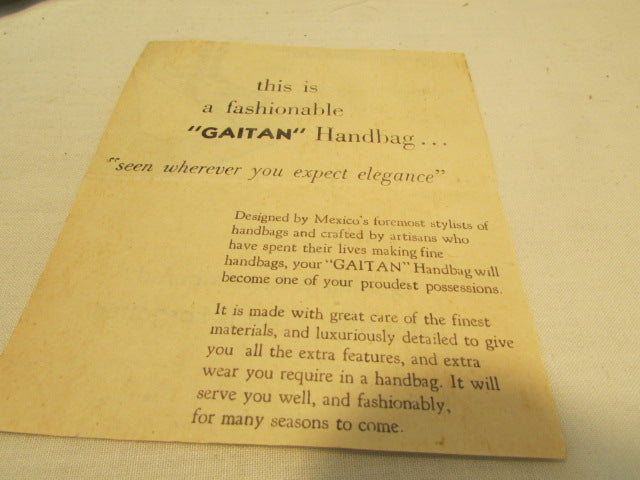 this is
a fashionable
"GAITAN" Handbag...
"seen wherever you expect elegance"
Designed by Mexico's foremost stylists of
handbags and crafted by artisans who
have spent their lives making fine
handbags, your "GAITAN" Handbag will
become one of your proudest possessions.
It is made with great care of the finest
materials, and luxuriously detailed to give
you all the extra features, and extra
wear you require in a handbag. It will
serve you well, and fashionably,
for many seasons to come.